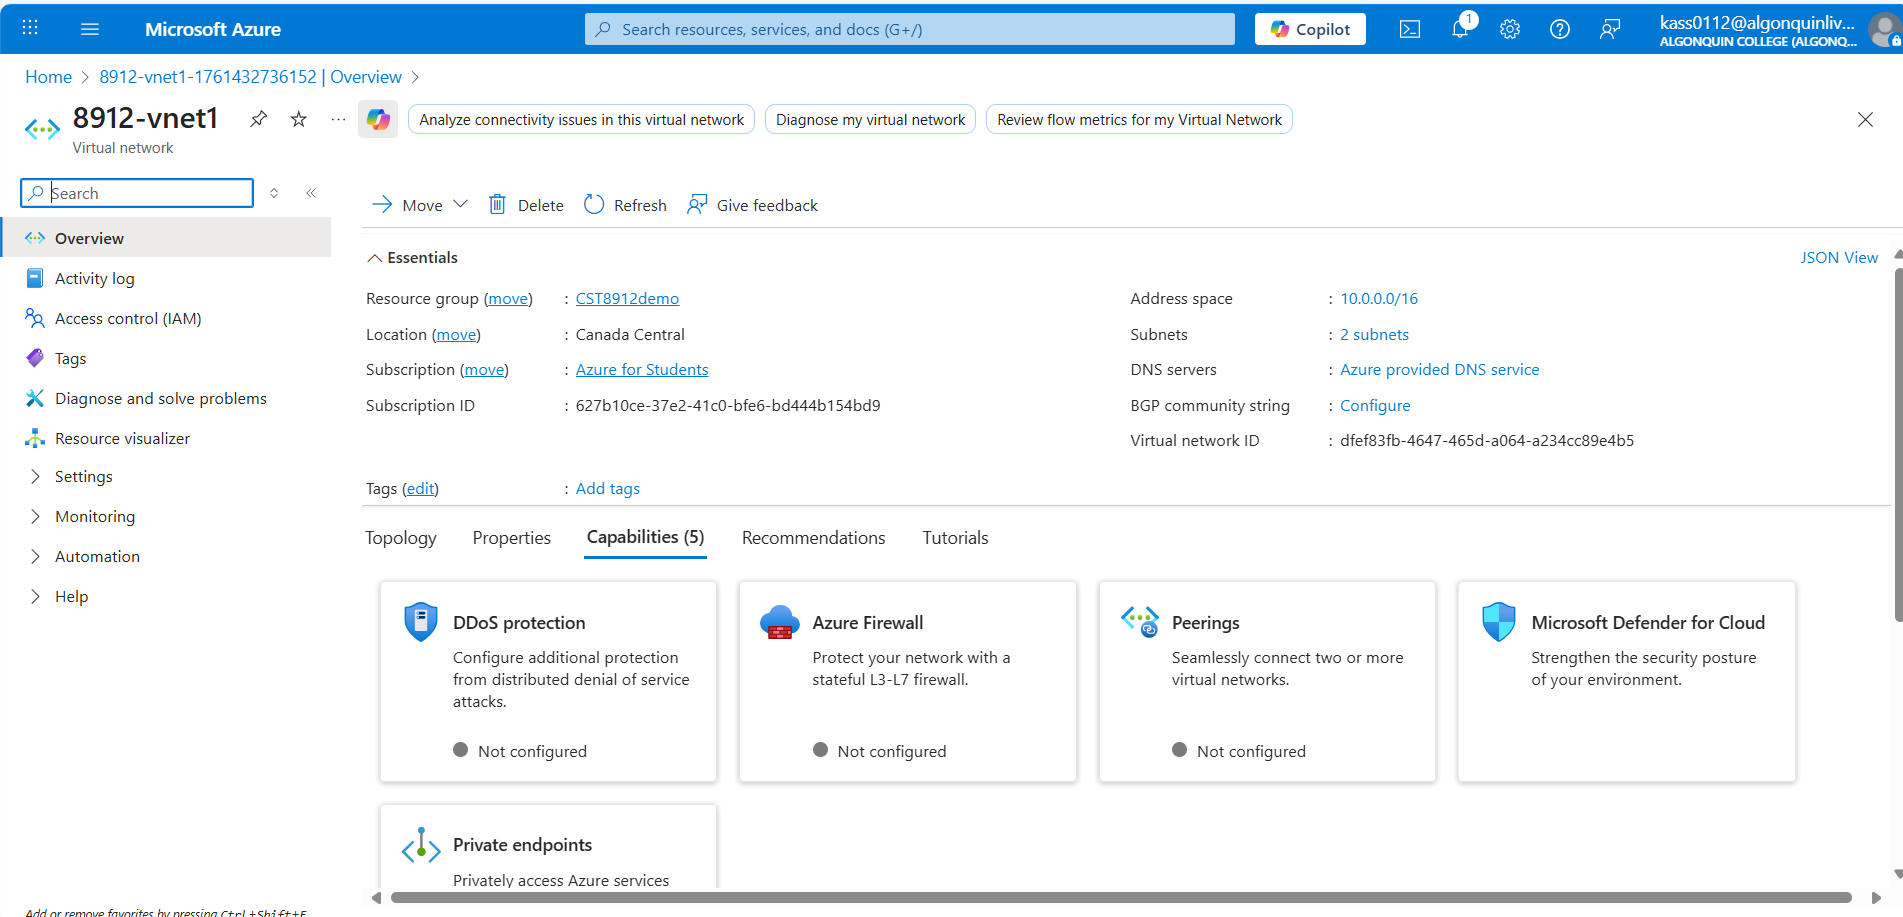 Microsoft Azure
Search resources, services, and docs (G+/)
Copilot
1
kass0112@algonquinliv...
ALGONQUIN COLLEGE (ALGONQ...
Home > 8912-vnet1-1761432736152 | Overview >
8912-vnet1
Virtual network
Analyze connectivity issues in this virtual network
Diagnose my virtual network
Review flow metrics for my Virtual Network
Search
Overview
Activity log
Access control (IAM)
Tags
Diagnose and solve problems
Resource visualizer
Settings
Monitoring
Automation
Help
Add or remove favorites by pressing Ctrl+Shift+F
Move
Delete
Refresh
Give feedback
Essentials
JSON View
Resource group (move) : CST8912demo
Location (move) : Canada Central
Subscription (move) : Azure for Students
Subscription ID : 627b10ce-37e2-41c0-bfe6-bd444b154bd9
Address space : 10.0.0.0/16
Subnets : 2 subnets
DNS servers : Azure provided DNS service
BGP community string : Configure
Virtual network ID : dfef83fb-4647-465d-a064-a234cc89e4b5
Tags (edit) : Add tags
Topology
Properties
Capabilities (5)
Recommendations
Tutorials
DDoS protection
Configure additional protection
from distributed denial of service
attacks.
Not configured
Azure Firewall
Protect your network with a
stateful L3-L7 firewall.
Not configured
Peerings
Seamlessly connect two or more
virtual networks.
Not configured
Microsoft Defender for Cloud
Strengthen the security posture
of your environment.
Private endpoints
Privately access Azure services